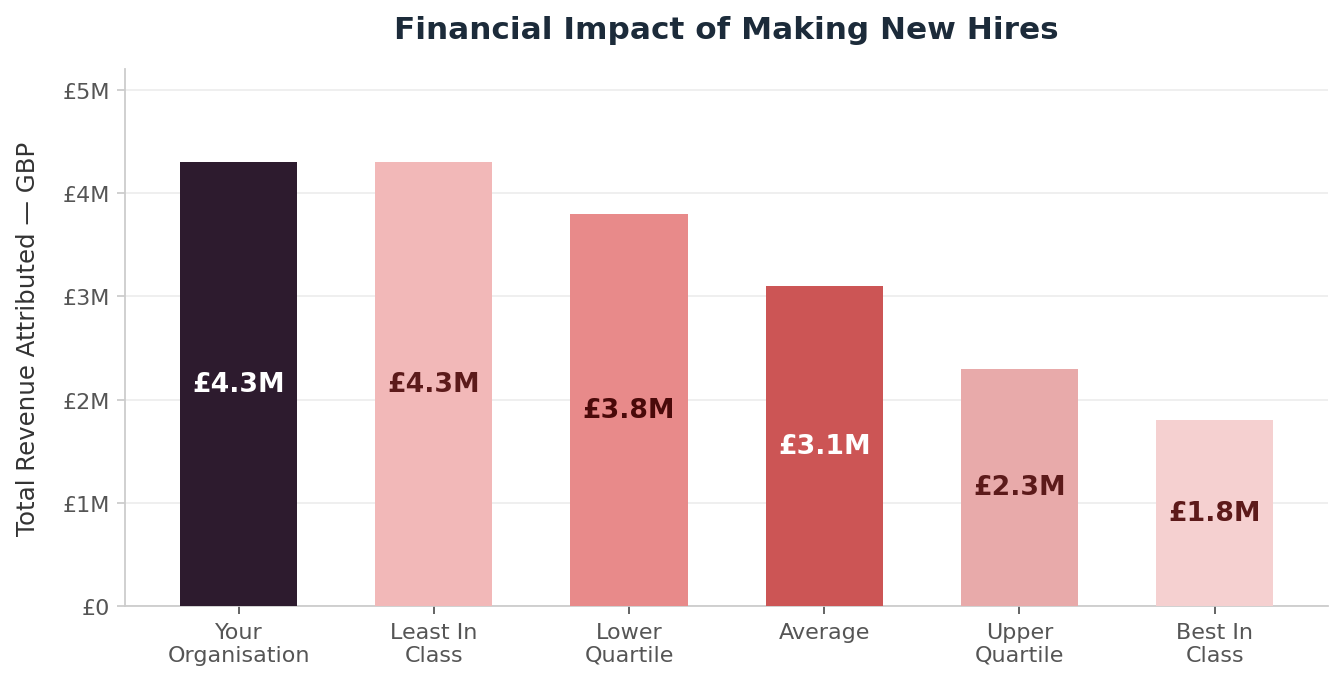 Financial Impact of Making New Hires
Total Revenue Attributed — GBP
£5M
£4M
£3M
£2M
£1M
£0
£4.3M
£4.3M
£3.8M
£3.1M
£2.3M
£1.8M
Your
Organisation
Least In
Class
Lower
Quartile
Average
Upper
Quartile
Best In
Class